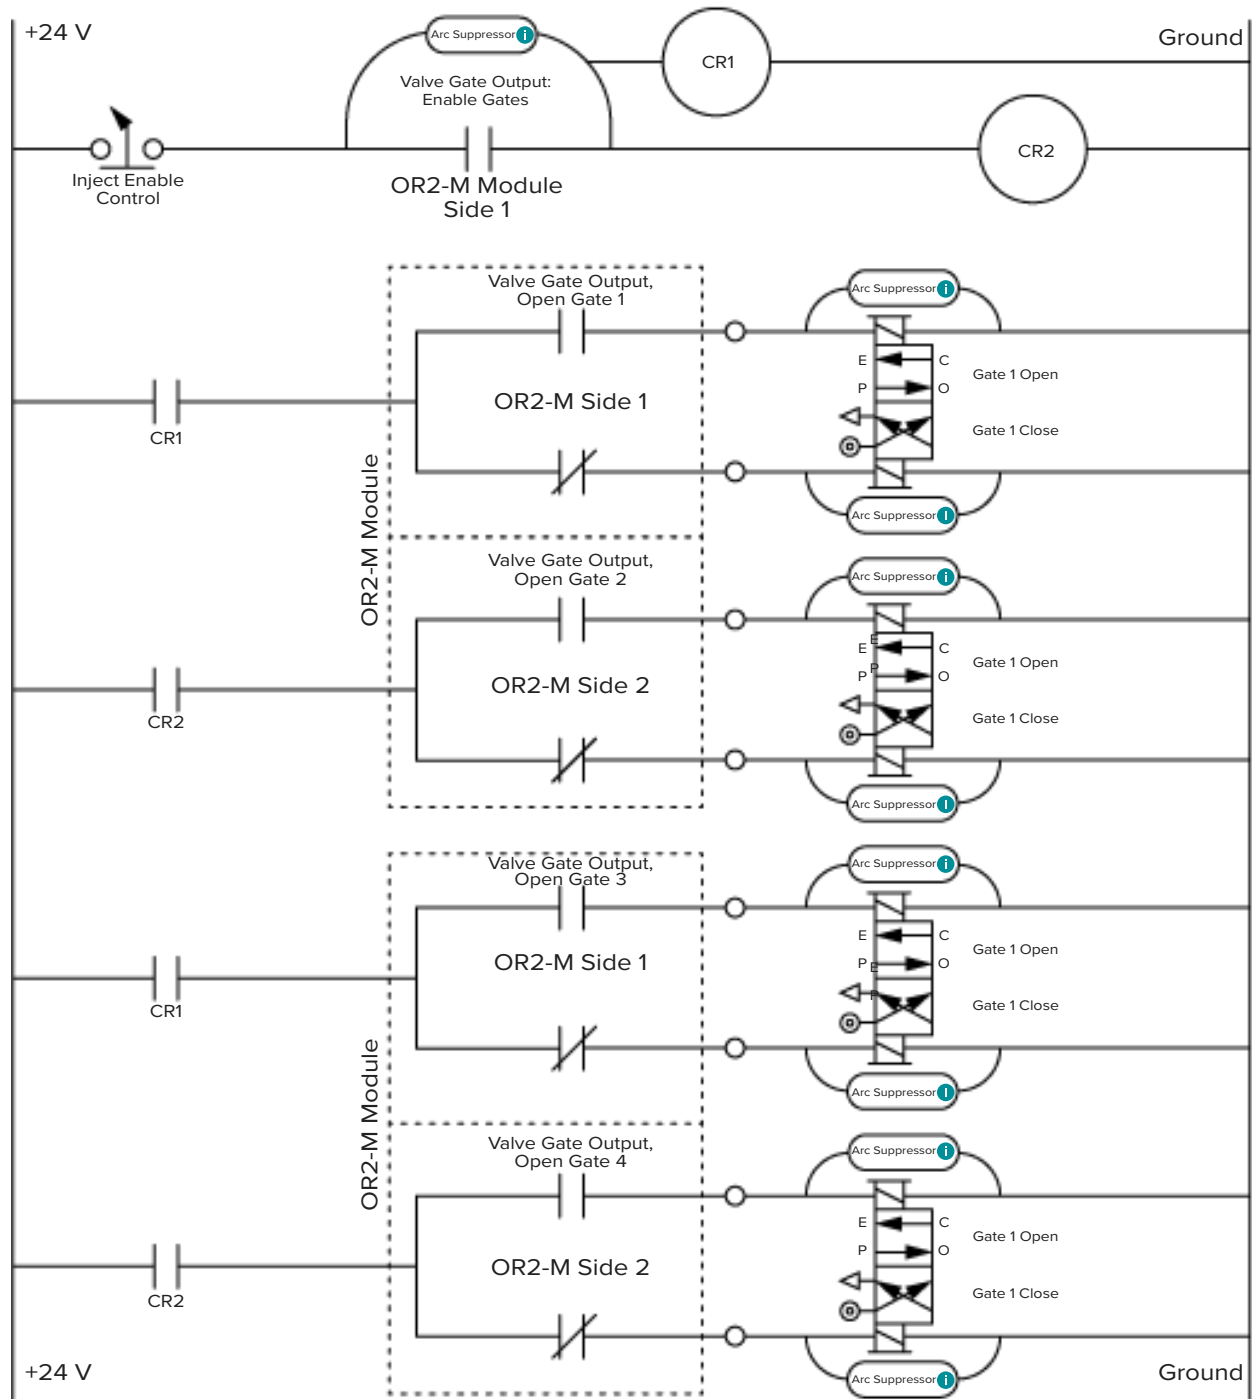 +24 V
Arc Suppressor i
CR1
Ground
Valve Gate Output:
Enable Gates
CR2
Inject Enable
Control
OR2-M Module
Side 1
Valve Gate Output,
Open Gate 1
Arc Suppressor i
E C
Gate 1 Open
P O
OR2-M Side 1
CR1
Gate 1 Close
Arc Suppressor i
OR2-M Module
Valve Gate Output,
Open Gate 2
Arc Suppressor i
E
E C
Gate 1 Open
P P O
OR2-M Side 2
CR2
Gate 1 Close
Arc Suppressor i
Valve Gate Output,
Open Gate 3
Arc Suppressor i
E C
Gate 1 Open
P E O
OR2-M Side 1
P
CR1
Gate 1 Close
Arc Suppressor i
OR2-M Module
Valve Gate Output,
Open Gate 4
Arc Suppressor i
E C
Gate 1 Open
P O
OR2-M Side 2
CR2
Gate 1 Close
Arc Suppressor i
+24 V
Ground